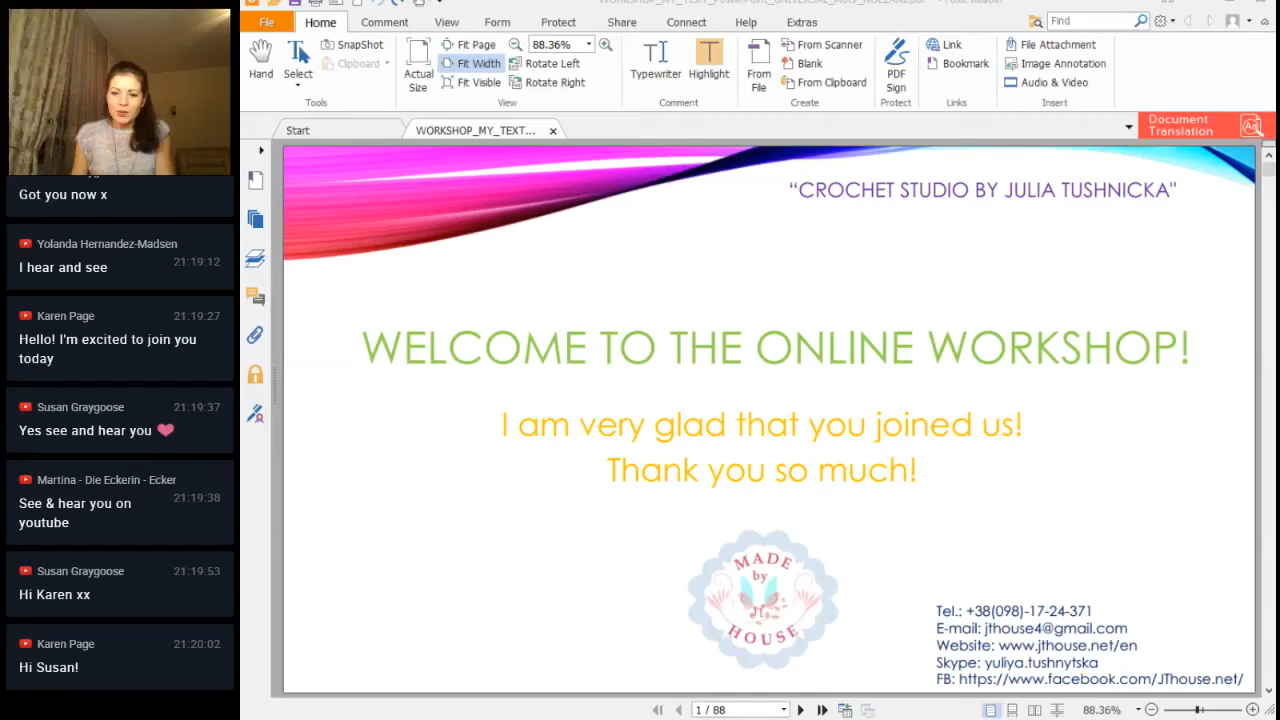 Got you now x
Yolanda Hernandez-Madsen
I hear and see
21:19:12
Karen Page
21:19:27
Hello! I'm excited to join you
today
Susan Graygoose
21:19:37
Yes see and hear you
Martina - Die Eckerin - Ecker
See & hear you on
21:19:38
youtube
Susan Graygoose
21:19:53
Hi Karen xx
Karen Page
21:20:02
Hi Susan!
File
Home
Comment
View
Form
Protect
Share
Connect
Help
Extras
Find
Hand
Select
SnapShot
Clipboard
Tools
Actual
Size
Fit Page
Fit Width
Fit Visible
88.36%
Rotate Left
Rotate Right
View
Typewriter
Highlight
Comment
From
File
From Scanner
Blank
From Clipboard
Create
PDF
Sign
Protect
Link
Bookmark
Links
File Attachment
Image Annotation
Audio & Video
Insert
Start
WORKSHOP_MY_TEXT...
Document
Translation
“CROCHET STUDIO BY JULIA TUSHNICKA"
WELCOME TO THE ONLINE WORKSHOP!
I am very glad that you joined us!
Thank you so much!
MADE
by
JT
HOUSE
Tel.: +38(098)-17-24-371
E-mail: jthouse4@gmail.com
Website: www.jthouse.net/en
Skype: yuliya.tushnytska
FB: https://www.facebook.com/JThouse.net/
1 / 88
88.36%